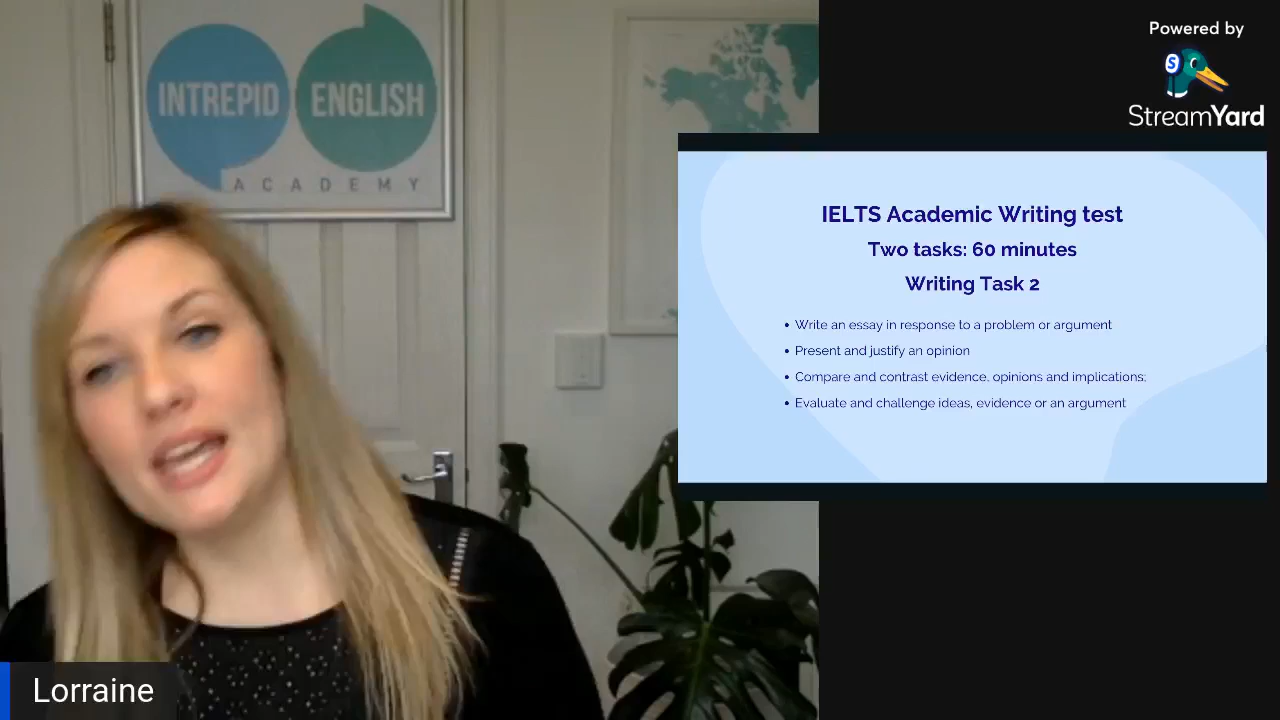 INTREPID ENGLISH
ACADEMY
Powered by
StreamYard
IELTS Academic Writing test
Two tasks: 60 minutes
Writing Task 2
• Write an essay in response to a problem or argument
• Present and justify an opinion
• Compare and contrast evidence, opinions and implications;
• Evaluate and challenge ideas, evidence or an argument
Lorraine